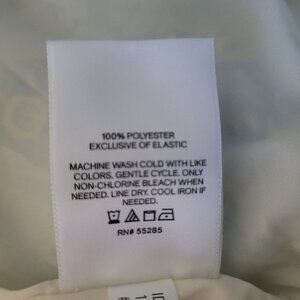 100% POLYESTER
EXCLUSIVE OF ELASTIC
MACHINE WASH COLD WITH LIKE
COLORS. GENTLE CYCLE. ONLY
NON-CHLORINE BLEACH WHEN
NEEDED. LINE DRY. COOL IRON IF
NEEDED.
RN# 55285